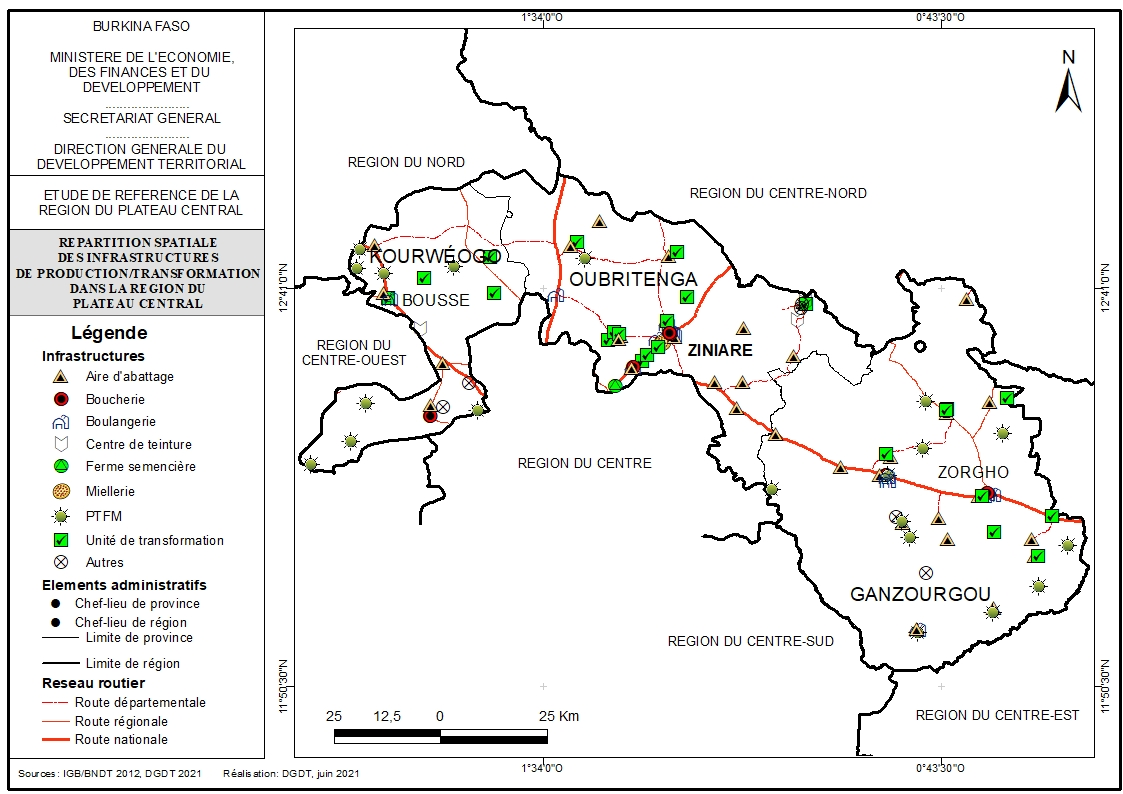 BURKINA FASO
MINISTERE DE L'ECONOMIE,
DES FINANCES ET DU
DEVELOPPEMENT
......................
SECRETARIAT GENERAL
......................
DIRECTION GENERALE DU
DEVELOPPEMENT TERRITORIAL
ETUDE DE REFERENCE DE LA
REGION DU PLATEAU CENTRAL
REPARTITION SPATIALE
DES INFRASTRUCTURES
DE PRODUCTION/TRANSFORMATION
DANS LA REGION DU
PLATEAU CENTRAL
Légende
Infrastructures
Aire d'abattage
Boucherie
Boulangerie
Centre de teinture
Ferme semencière
Miellerie
PTFM
Unité de transformation
Autres
Elements administratifs
Chef-lieu de province
Chef-lieu de région
Limite de province
Limite de région
Reseau routier
Route départementale
Route régionale
Route nationale
Sources : IGB/BNDT 2012, DGDT 2021
Réalisation: DGDT, juin 2021
1°34'0"O
0°43'30"O
N
REGION DU NORD
REGION DU CENTRE-NORD
KOURWÉOGO
OUBRITENGA
12°41'0"N
12°41'0"N
BOUSSE
REGION DU
CENTRE-OUEST
ZINIARE
REGION DU CENTRE
ZORGHO
GANZOURGOU
REGION DU CENTRE-SUD
11°50'30"N
11°50'30"N
REGION DU CENTRE-EST
25
12,5
0
25 Km
1°34'0"O
0°43'30"O